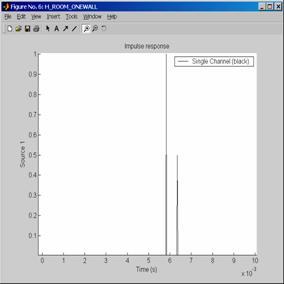 Figure No. 6: H_ROOM_ONEWALL
File Edit View Insert Tools Window Help
Impulse response
Single Channel (black)
1
0.9
0.8
0.7
0.6
0.5
0.4
0.3
0.2
0.1
Source 1
0 1 2 3 4 5 6 7 8 9 10
Time (s)
x 10⁻³